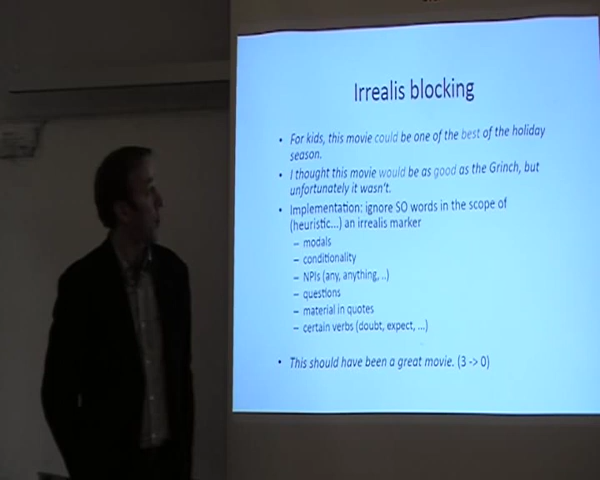 Irrealis blocking
• For kids, this movie could be one of the best of the holiday
season.
• I thought this movie would be as good as the Grinch, but
unfortunately it wasn't.
• Implementation: ignore SO words in the scope of
(heuristic...) an irrealis marker
– modals
– conditionality
– NPIs (any, anything, ..)
– questions
– material in quotes
– certain verbs (doubt, expect, ...)
• This should have been a great movie. (3 -> 0)